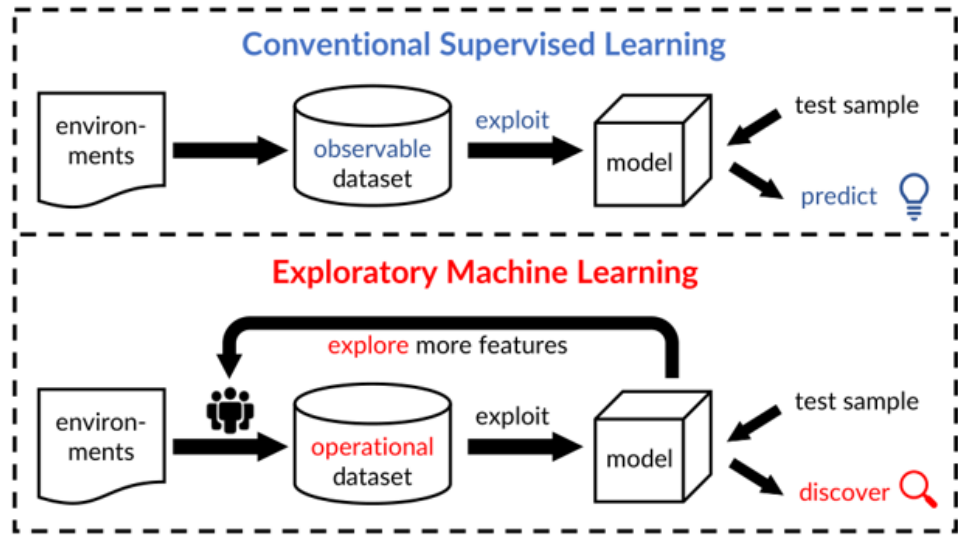 Conventional Supervised Learning
environ-
ments
observable
dataset
exploit
model
test sample
predict
Exploratory Machine Learning
explore more features
environ-
ments
operational
dataset
exploit
model
test sample
discover